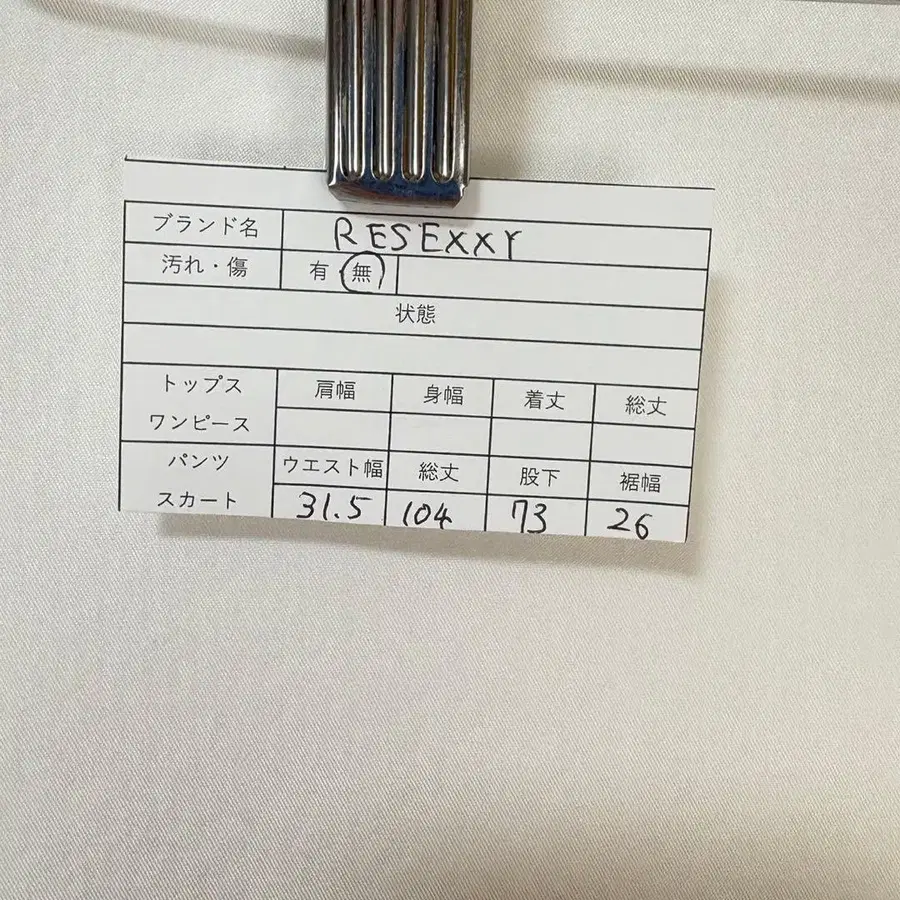 ブランド名 RESEXXY
汚れ・傷 有 無
状態
トップス 肩幅 身幅 着丈 総丈
ワンピース
パンツ ウエスト幅 総丈 股下 裾幅
スカート 31.5 104 73 26